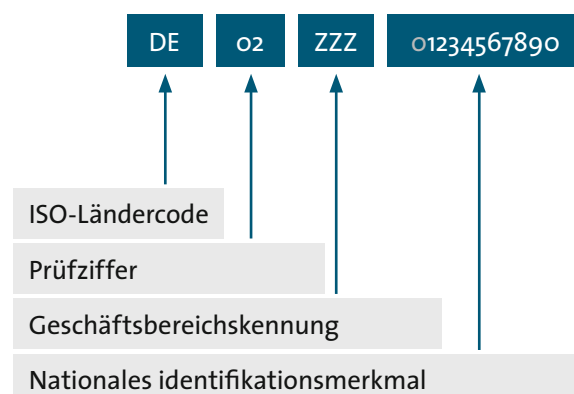 DE 02 ZZZ 01234567890
ISO-Ländercode
Prüfziffer
Geschäftsbereichskennung
Nationales identifikationsmerkmal